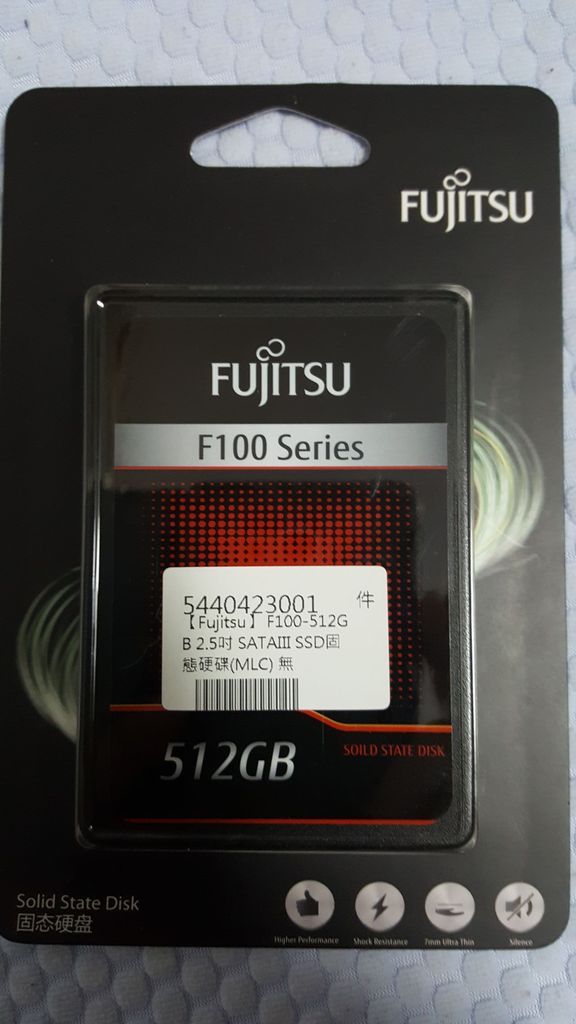 FUJITSU
FUJITSU
F100 Series
5440423001 件
【Fujitsu】 F100-512G
B 2.5吋 SATAIII SSD固
態硬碟(MLC) 無
512GB
SOILD STATE DISK
Solid State Disk
固态硬盘
Higher Performance
Shock Resistance
7mm Ultra Thin
Silence